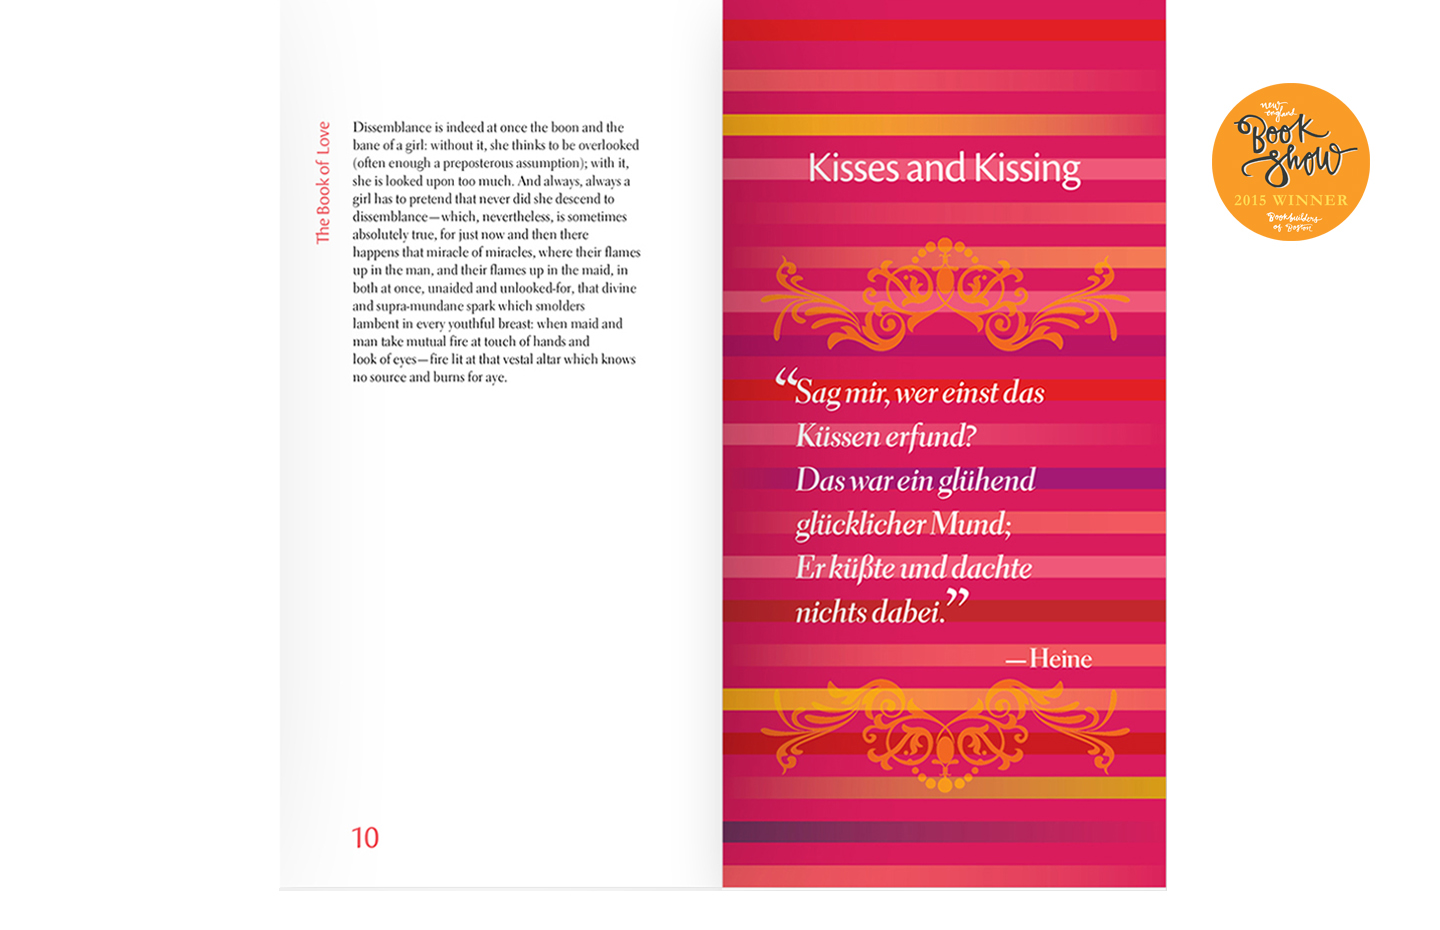 The Book of Love
Dissemblance is indeed at once the boon and the
bane of a girl: without it, she thinks to be overlooked
(often enough a preposterous assumption); with it,
she is looked upon too much. And always, always a
girl has to pretend that never did she descend to
dissemblance—which, nevertheless, is sometimes
absolutely true, for just now and then there
happens that miracle of miracles, where their flames
up in the man, and their flames up in the maid, in
both at once, unaided and unlooked-for, that divine
and supra-mundane spark which smolders
lambent in every youthful breast: when maid and
man take mutual fire at touch of hands and
look of eyes—fire lit at that vestal altar which knows
no source and burns for aye.
10
Kisses and Kissing
“Sag mir, wer einst das
Küssen erfund?
Das war ein glühend
glücklicher Mund;
Er küßte und dachte
nichts dabei.”
—Heine
new
england
Book
Show
2015 WINNER
Bookbuilders
of Boston